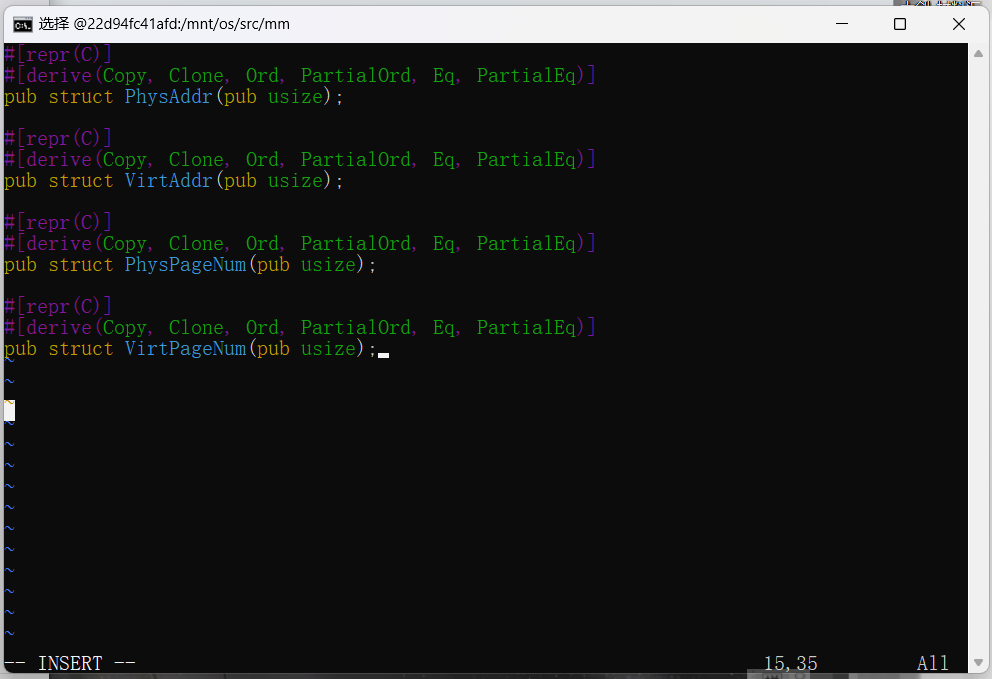 选择 @22d94fc41afd:/mnt/os/src/mm
#[repr(C)]
#[derive(Copy, Clone, Ord, PartialOrd, Eq, PartialEq)]
pub struct PhysAddr(pub usize);

#[repr(C)]
#[derive(Copy, Clone, Ord, PartialOrd, Eq, PartialEq)]
pub struct VirtAddr(pub usize);

#[repr(C)]
#[derive(Copy, Clone, Ord, PartialOrd, Eq, PartialEq)]
pub struct PhysPageNum(pub usize);

#[repr(C)]
#[derive(Copy, Clone, Ord, PartialOrd, Eq, PartialEq)]
pub struct VirtPageNum(pub usize);
~
~
~
~
~
~
~
~
~
~
~
~
~
~
-- INSERT -- 15,35 All